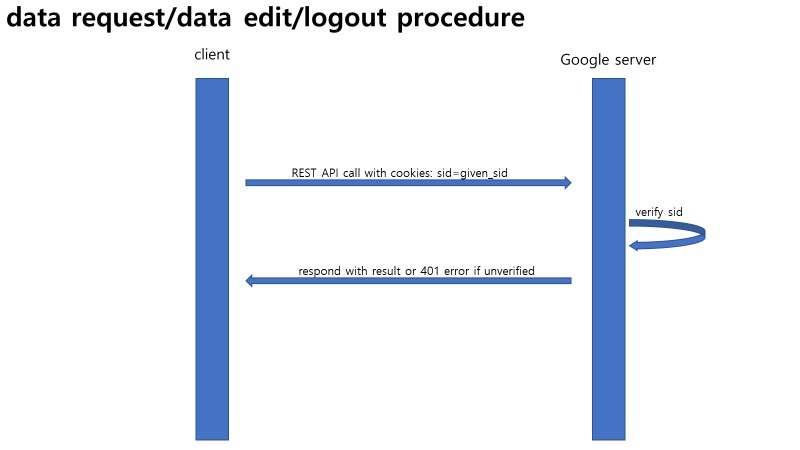 data request/data edit/logout procedure
client
Google server
REST API call with cookies: sid=given_sid
verify sid
respond with result or 401 error if unverified